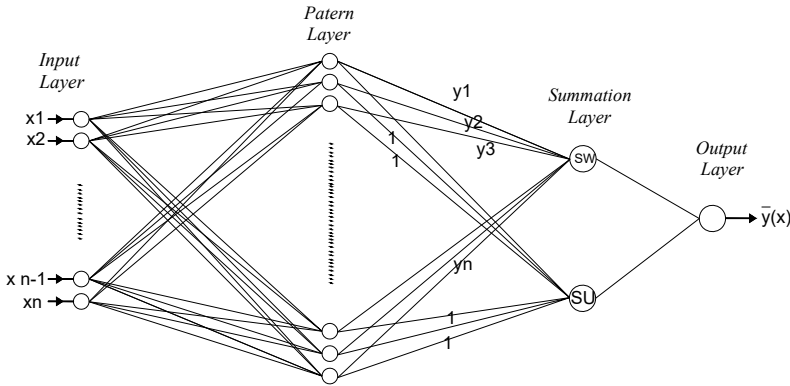 Patern
Layer
Input
Layer
Summation
Layer
Output
Layer
x1
x2
x n-1
xn
y1
y2
y3
1
1
yn
1
1
SW
SU
y̅(x)